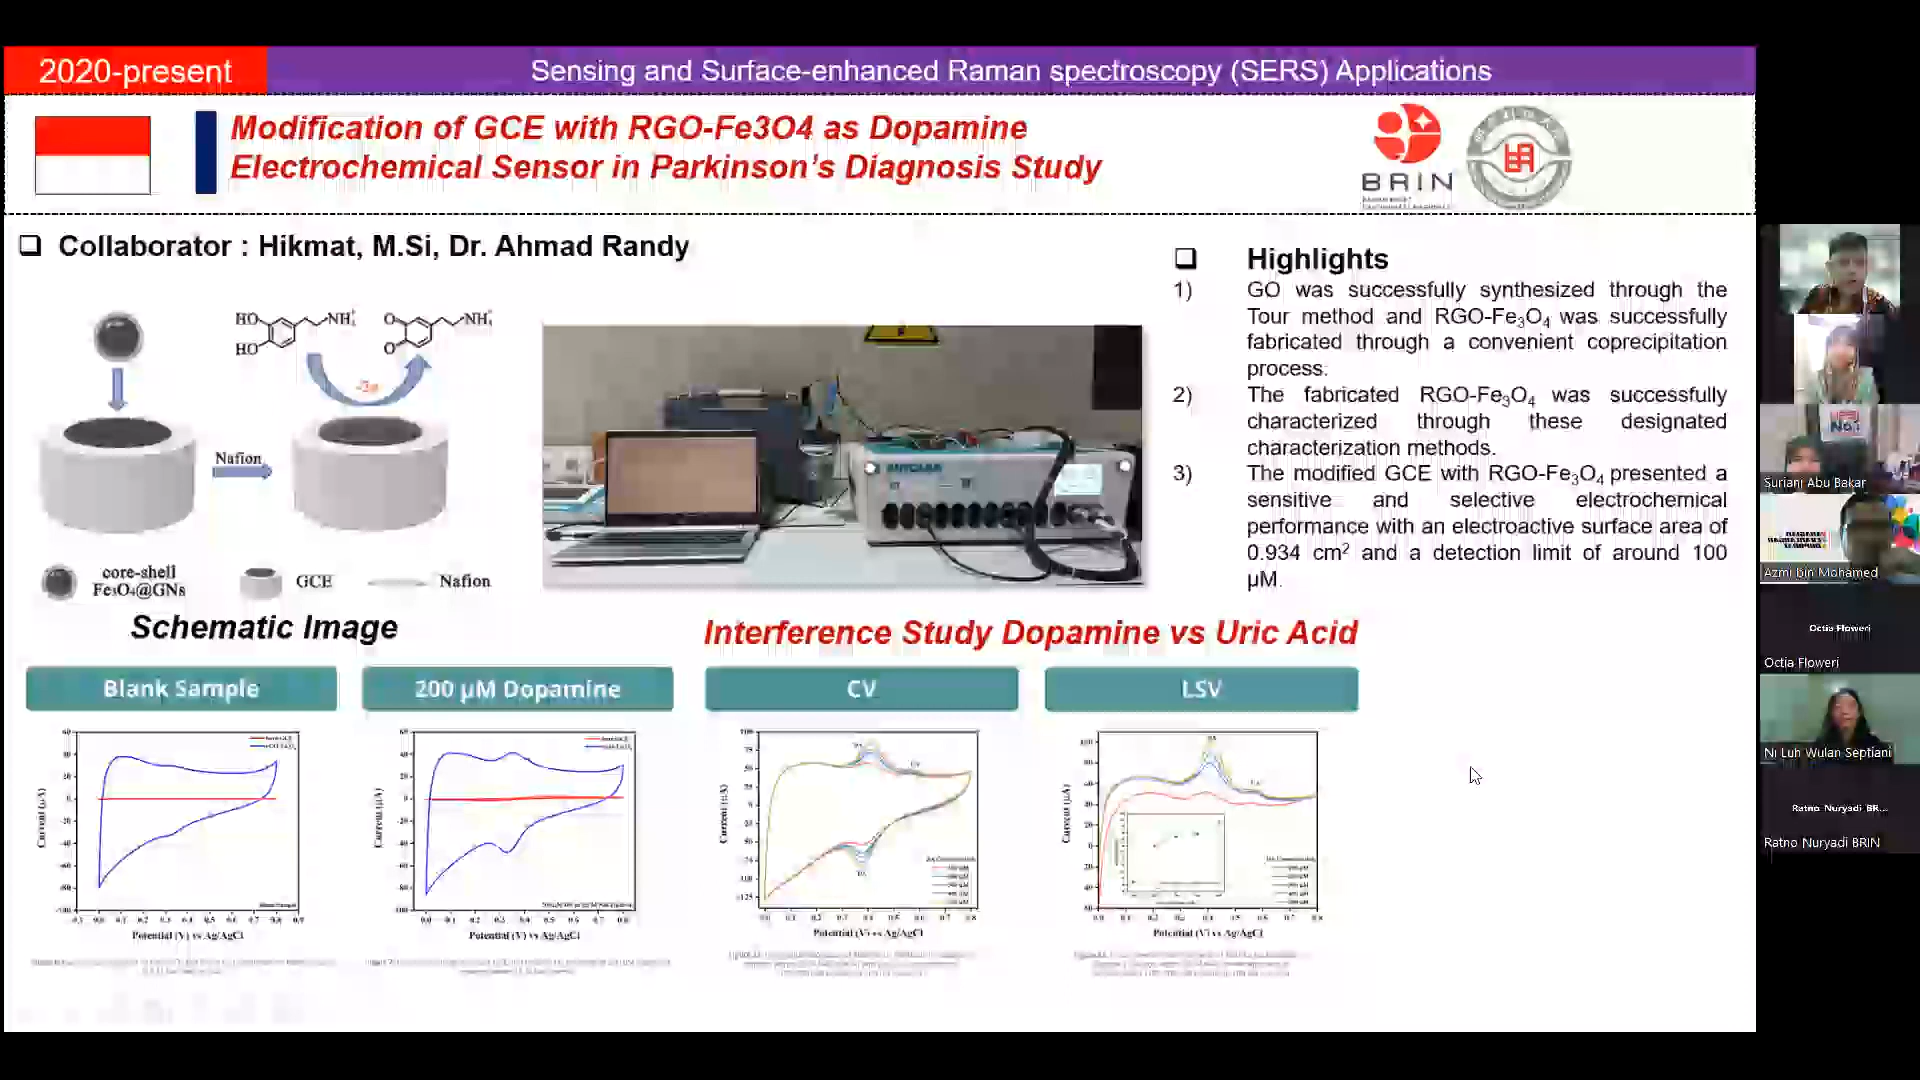 2020-present
Sensing and Surface-enhanced Raman spectroscopy (SERS) Applications
Modification of GCE with RGO-Fe3O4 as Dopamine
Electrochemical Sensor in Parkinson's Diagnosis Study
BRIN
❑ Collaborator : Hikmat, M.Si, Dr. Ahmad Randy
HO
HO
NH
O
O
NH
Nafion
core-shell
Fe₃O₄@GNs
GCE
Nafion
Schematic Image
❑ Highlights
1) GO was successfully synthesized through the
Tour method and RGO-Fe₃O₄ was successfully
fabricated through a convenient coprecipitation
process.
2) The fabricated RGO-Fe₃O₄ was successfully
characterized through these designated
characterization methods.
3) The modified GCE with RGO-Fe₃O₄ presented a
sensitive and selective electrochemical
performance with an electroactive surface area of
0.934 cm² and a detection limit of around 100
µM.
Interference Study Dopamine vs Uric Acid
Blank Sample
200 µM Dopamine
CV
LSV
Current (µA)
Potential (V) vs Ag/AgCl
Current (µA)
Potential (V) vs Ag/AgCl
Current (µA)
Potential (V) vs Ag/AgCl
Current (µA)
Potential (V) vs Ag/AgCl
Suriani Abu Bakar
Azmi bin Mohamed
Octia Floweri
Octia Floweri
Ni Luh Wulan Septiani
Ratno Nuryadi BR...
Ratno Nuryadi BRIN